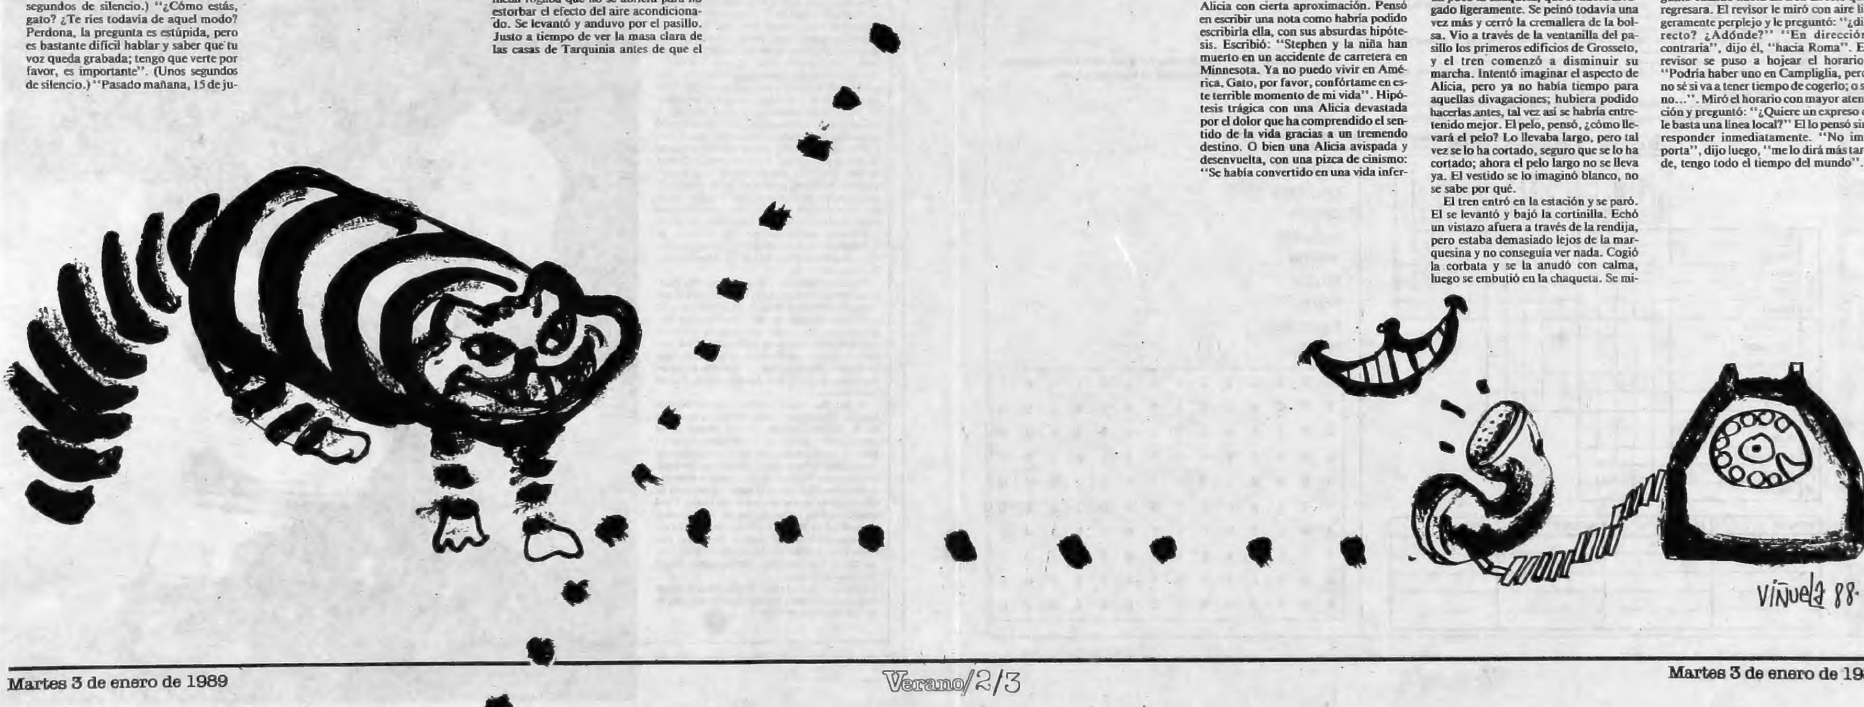 segundos de silencio.) “¿Cómo estás,
gato? ¿Te ríes todavía de aquel modo?
Perdona, la pregunta es estúpida, pero
es bastante difícil hablar y saber que tu
voz queda grabada; tengo que verte por
favor, es importante”. (Unos segundos
de silencio.) “Pasado mañana, 15 de ju-
estorbar el efecto del aire acondiciona-
do. Se levantó y anduvo por el pasillo.
Justo a tiempo de ver la masa clara de
las casas de Tarquinia antes de que el
Alicia con cierta aproximación. Pensó
en escribir una nota como habría podido
escribirla ella, con sus absurdas hipóte-
sis. Escribió: “Stephen y la niña han
muerto en un accidente de carretera en
Minnesota. Ya no puedo vivir en Amé-
rica. Gato, por favor, confórtame en es-
te terrible momento de mi vida”. Hipó-
tesis trágica con una Alicia devastada
por el dolor que ha comprendido el sen-
tido de la vida gracias a un tremendo
destino. O bien una Alicia avispada y
desenvuelta, con una pizca de cinismo:
“Se había convertido en una vida infer-
gado ligeramente. Se peinó todavía una
vez más y cerró la cremallera de la bol-
sa. Vio a través de la ventanilla del pa-
sillo los primeros edificios de Grosseto,
y el tren comenzó a disminuir su
marcha. Intentó imaginar el aspecto de
Alicia, pero ya no había tiempo para
aquellas divagaciones; hubiera podido
hacerlas antes, tal vez así se habría entre-
tenido mejor. El pelo, pensó, ¿cómo lle-
vará el pelo? Lo llevaba largo, pero tal
vez se lo ha cortado, seguro que se lo ha
cortado; ahora el pelo largo no se lleva
ya. El vestido se lo imaginó blanco, no
se sabe por qué.
El tren entró en la estación y se paró.
El se levantó y bajó la cortinilla. Echó
un vistazo afuera a través de la rendija,
pero estaba demasiado lejos de la mar-
quesina y no conseguía ver nada. Cogió
la corbata y se la anudó con calma,
luego se embutió en la chaqueta. Se mi-
regresara. El revisor le miró con aire li-
geramente perplejo y le preguntó: “¿di-
recto? ¿Adónde?” “En dirección
contraria”, dijo él, “hacia Roma”. E
revisor se puso a hojear el horario
“Podría haber uno en Campliglia, pero
no sé si va a tener tiempo de cogerlo; o s
no...”. Miró el horario con mayor aten
ción y preguntó: “¿Quiere un expreso o
le basta una línea local?” El lo pensó sin
responder inmediatamente. “No im
porta”, dijo luego, “me lo dirá más tar
de, tengo todo el tiempo del mundo”.
VIÑUELA 88.
Martes 3 de enero de 1989
Verano/2/3
Martes 3 de enero de 19